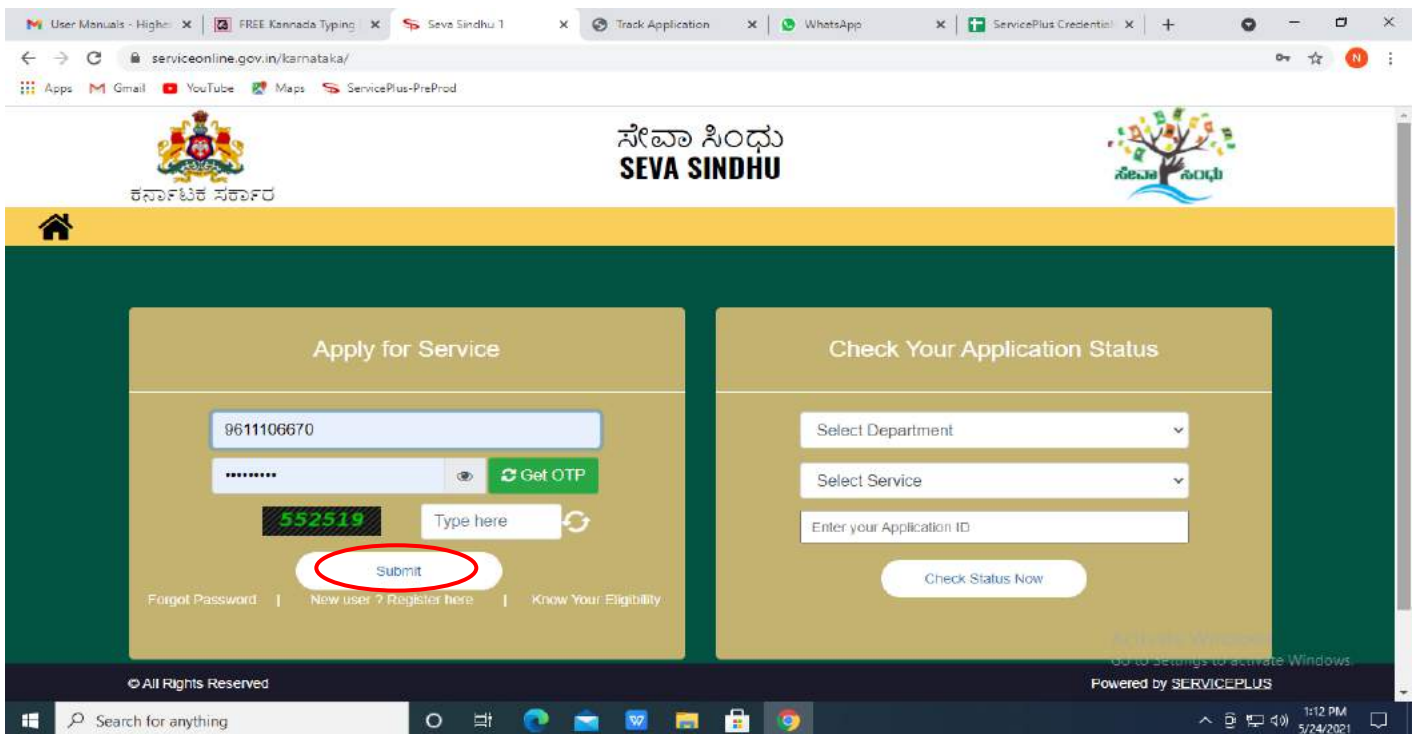 User Manuals - Highe
FREE Kannada Typing
Seva Sindhu 1
Track Application
WhatsApp
ServicePlus Credential
serviceonline.gov.in/karnataka/
N
Apps
Gmail
YouTube
Maps
ServicePlus-PreProd
ಕರ್ನಾಟಕ ಸರ್ಕಾರ
ಸೇವಾ ಸಿಂಧು
SEVA SINDHU
ಸೇವಾ ಸಿಂಧು
Apply for Service
9611106670
•••••••••
Get OTP
552519
Type here
Submit
Forgot Password | New user ? Register here | Know Your Eligibility
Check Your Application Status
Select Department
Select Service
Enter your Application ID
Check Status Now
Activate Windows
Go to Settings to activate Windows.
© All Rights Reserved
Powered by SERVICEPLUS
Search for anything
1:12 PM
5/24/2021